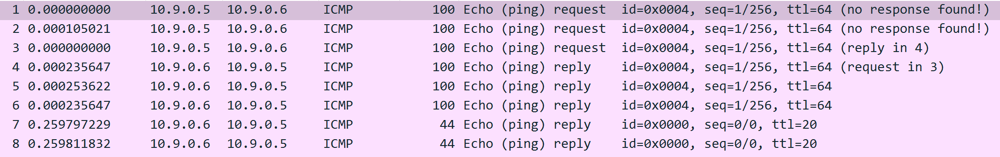 1 0.000000000 10.9.0.5 10.9.0.6 ICMP 100 Echo (ping) request id=0x0004, seq=1/256, ttl=64 (no response found!)
2 0.000105021 10.9.0.5 10.9.0.6 ICMP 100 Echo (ping) request id=0x0004, seq=1/256, ttl=64 (no response found!)
3 0.000000000 10.9.0.5 10.9.0.6 ICMP 100 Echo (ping) request id=0x0004, seq=1/256, ttl=64 (reply in 4)
4 0.000235647 10.9.0.6 10.9.0.5 ICMP 100 Echo (ping) reply id=0x0004, seq=1/256, ttl=64 (request in 3)
5 0.000253622 10.9.0.6 10.9.0.5 ICMP 100 Echo (ping) reply id=0x0004, seq=1/256, ttl=64
6 0.000235647 10.9.0.6 10.9.0.5 ICMP 100 Echo (ping) reply id=0x0004, seq=1/256, ttl=64
7 0.259797229 10.9.0.6 10.9.0.5 ICMP 44 Echo (ping) reply id=0x0000, seq=0/0, ttl=20
8 0.259811832 10.9.0.6 10.9.0.5 ICMP 44 Echo (ping) reply id=0x0000, seq=0/0, ttl=20